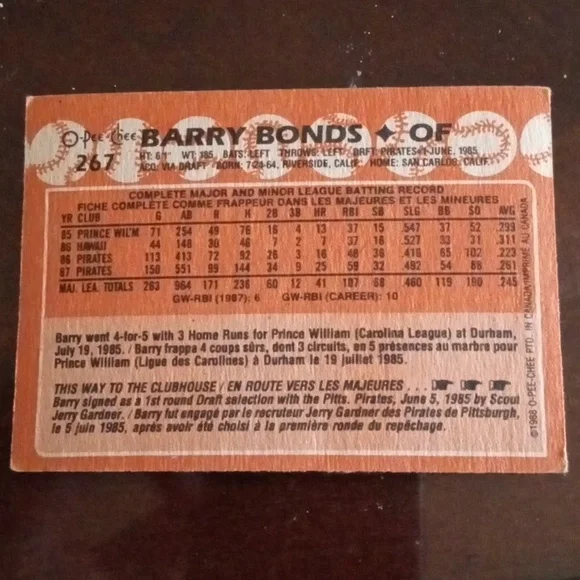 O-Pee-Chee BARRY BONDS ✦ OF
267 HT: 6'1" WT: 185 BATS: LEFT THROWS: LEFT DRFT: PIRATES #1-JUNE, 1985
ACQ: VIA DRAFT BORN: 7-24-64, RIVERSIDE, CALIF. HOME: SAN CARLOS, CALIF.
COMPLETE MAJOR AND MINOR LEAGUE BATTING RECORD
FICHE COMPLÈTE COMME FRAPPEUR DANS LES MAJEURES ET LES MINEURES
YR CLUB G AB R H 2B 3B HR RBI SB SLG BB SO AVG
85 PRINCE WIL'M 71 254 49 76 16 4 13 37 15 .547 37 52 .299
86 HAWAII 44 148 30 46 7 2 7 37 16 .527 33 31 .311
86 PIRATES 113 413 72 92 26 3 16 48 36 .416 65 102 .223
87 PIRATES 150 551 99 144 34 9 25 59 32 .492 54 88 .261
MAJ. LEA. TOTALS 263 964 171 236 60 12 41 107 68 .460 119 190 .245
GW-RBI (1987): 6 GW-RBI (CAREER): 10
Barry went 4-for-5 with 3 Home Runs for Prince William (Carolina League) at Durham,
July 19, 1985. / Barry frappa 4 coups sûrs, dont 3 circuits, en 5 présences au marbre pour
Prince William (Ligue des Carolines) à Durham le 19 juillet 1985.
THIS WAY TO THE CLUBHOUSE / EN ROUTE VERS LES MAJEURES . . .
Barry signed as a 1st round Draft selection with the Pitts. Pirates, June 5, 1985 by Scout
Jerry Gardner. / Barry fut engagé par le recruteur Jerry Gardner des Pirates de Pittsburgh,
le 5 juin 1985, après avoir été choisi à la première ronde du repêchage.
©1988 O-PEE-CHEE PTD. IN CANADA/IMPRIMÉ AU CANADA